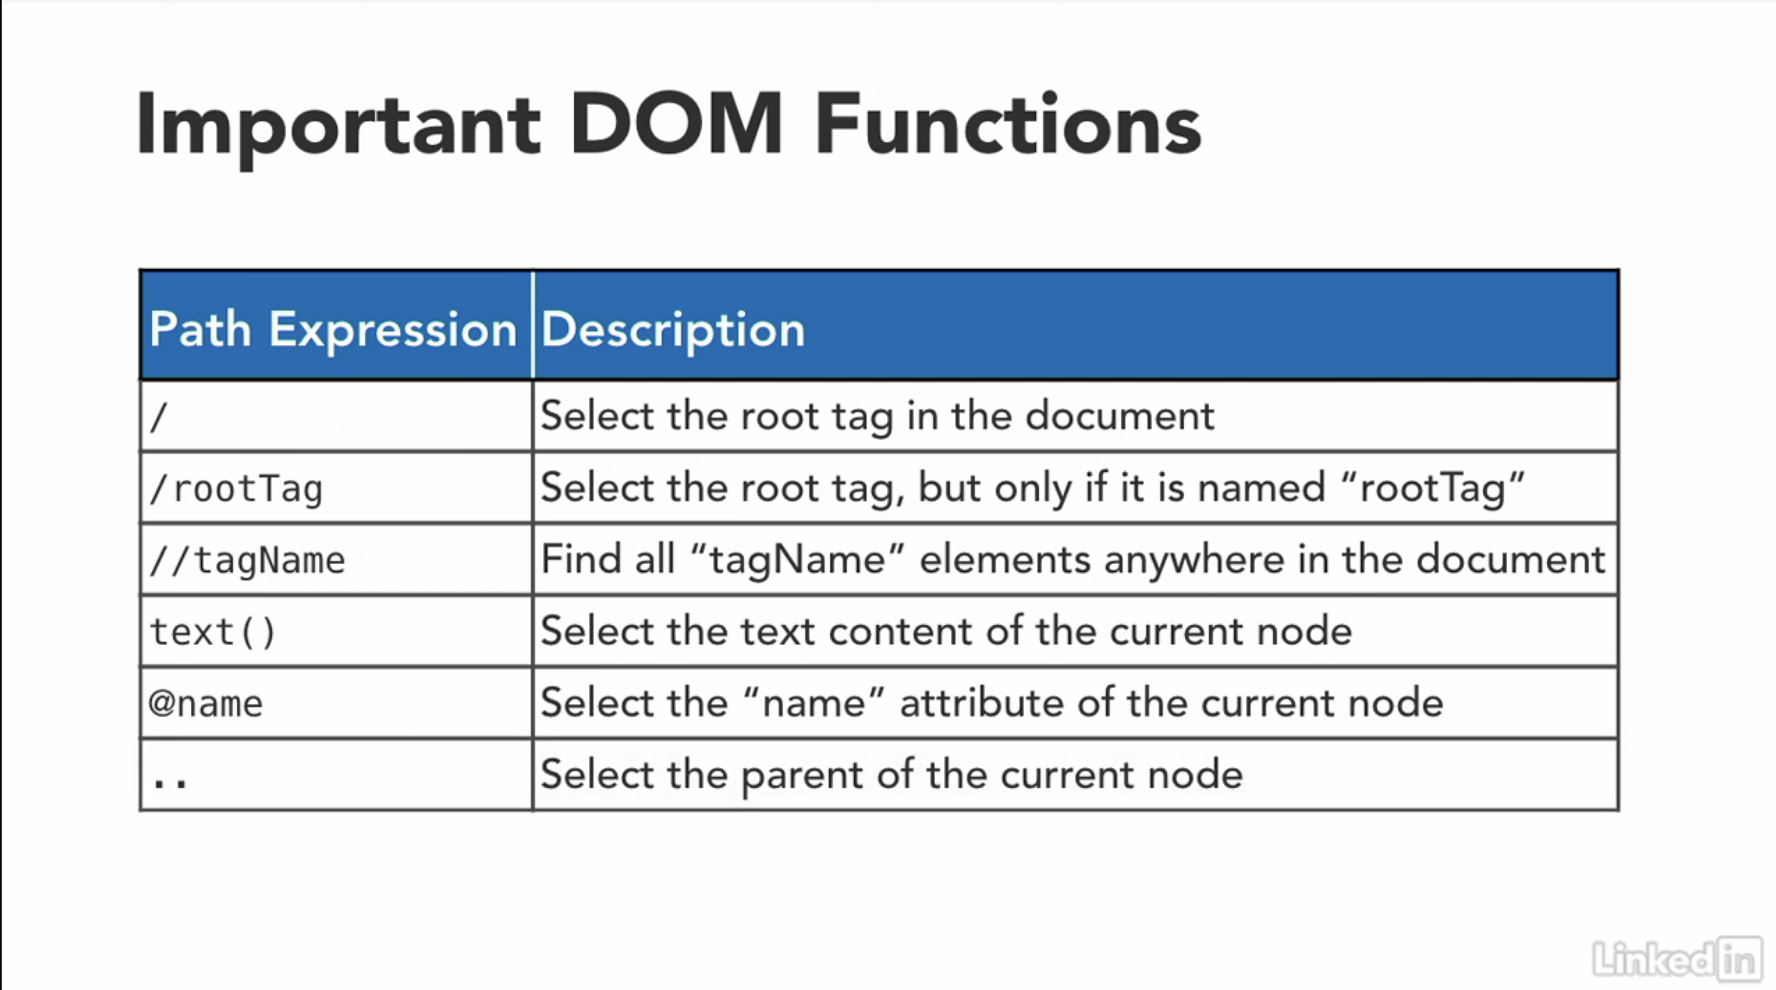 Important DOM Functions
Path Expression Description
/ Select the root tag in the document
/rootTag Select the root tag, but only if it is named “rootTag”
//tagName Find all “tagName” elements anywhere in the document
text() Select the text content of the current node
@name Select the “name” attribute of the current node
.. Select the parent of the current node
Linked in